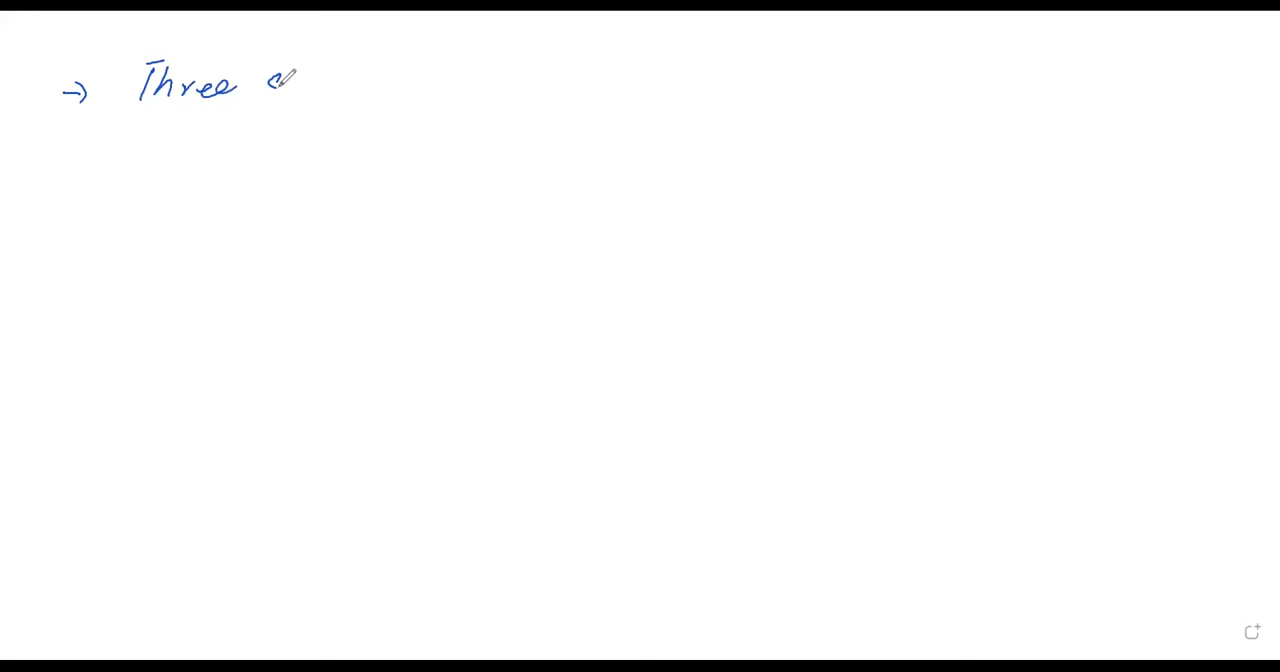 → Three